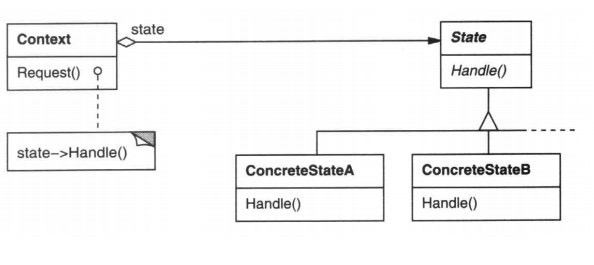 Context
Request()
state
State
Handle()
state->Handle()
ConcreteStateA
Handle()
ConcreteStateB
Handle()